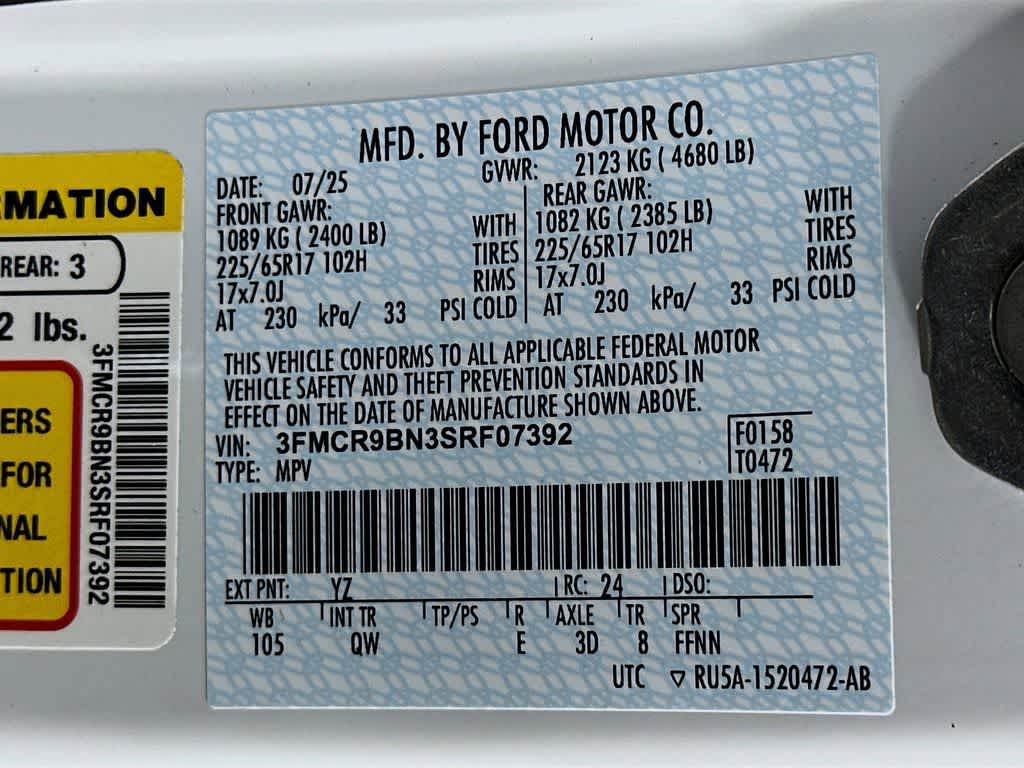 MFD. BY FORD MOTOR CO.
DATE: 07/25 GVWR: 2123 KG ( 4680 LB)
FRONT GAWR: REAR GAWR:
1089 KG ( 2400 LB) WITH 1082 KG ( 2385 LB) WITH
225/65R17 102H TIRES 225/65R17 102H TIRES
17x7.0J RIMS 17x7.0J RIMS
AT 230 kPa/ 33 PSI COLD AT 230 kPa/ 33 PSI COLD
THIS VEHICLE CONFORMS TO ALL APPLICABLE FEDERAL MOTOR
VEHICLE SAFETY AND THEFT PREVENTION STANDARDS IN
EFFECT ON THE DATE OF MANUFACTURE SHOWN ABOVE.
VIN: 3FMCR9BN3SRF07392 F0158
TYPE: MPV T0472
EXT PNT: YZ RC: 24 DSO:
WB INT TR TP/PS R AXLE TR SPR
105 QW E 3D 8 FFNN
UTC ▽ RU5A-1520472-AB
RMATION
REAR: 3
2 lbs.
3FMCR9BN3SRF07392
ERS
FOR
NAL
TION